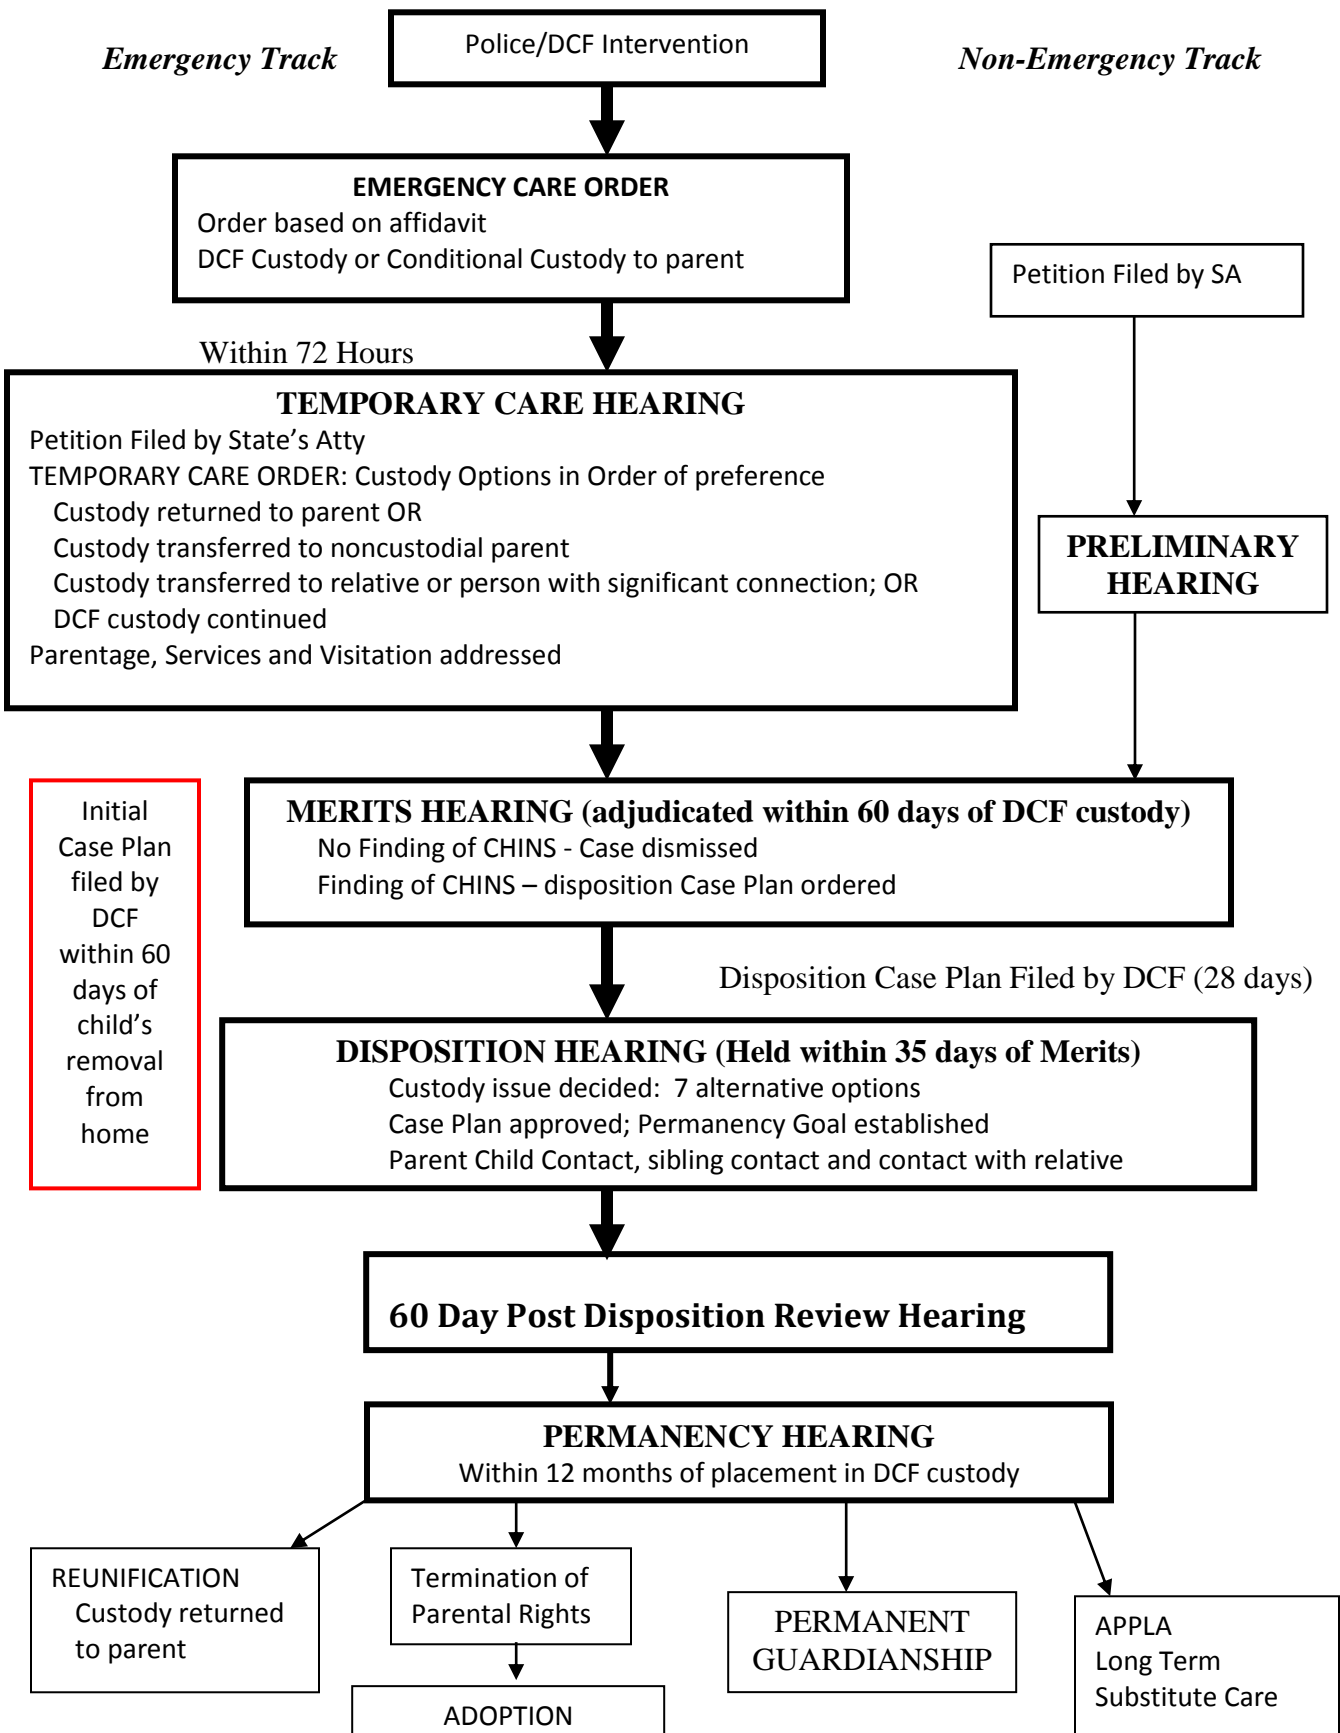 Emergency Track
Police/DCF Intervention
Non-Emergency Track
EMERGENCY CARE ORDER
Order based on affidavit
DCF Custody or Conditional Custody to parent
Petition Filed by SA
Within 72 Hours
TEMPORARY CARE HEARING
Petition Filed by State’s Atty
TEMPORARY CARE ORDER: Custody Options in Order of preference
Custody returned to parent OR
Custody transferred to noncustodial parent
Custody transferred to relative or person with significant connection; OR
DCF custody continued
Parentage, Services and Visitation addressed
PRELIMINARY
HEARING
Initial
Case Plan
filed by
DCF
within 60
days of
child’s
removal
from
home
MERITS HEARING (adjudicated within 60 days of DCF custody)
No Finding of CHINS - Case dismissed
Finding of CHINS – disposition Case Plan ordered
Disposition Case Plan Filed by DCF (28 days)
DISPOSITION HEARING (Held within 35 days of Merits)
Custody issue decided: 7 alternative options
Case Plan approved; Permanency Goal established
Parent Child Contact, sibling contact and contact with relative
60 Day Post Disposition Review Hearing
PERMANENCY HEARING
Within 12 months of placement in DCF custody
REUNIFICATION
Custody returned
to parent
Termination of
Parental Rights
ADOPTION
PERMANENT
GUARDIANSHIP
APPLA
Long Term
Substitute Care